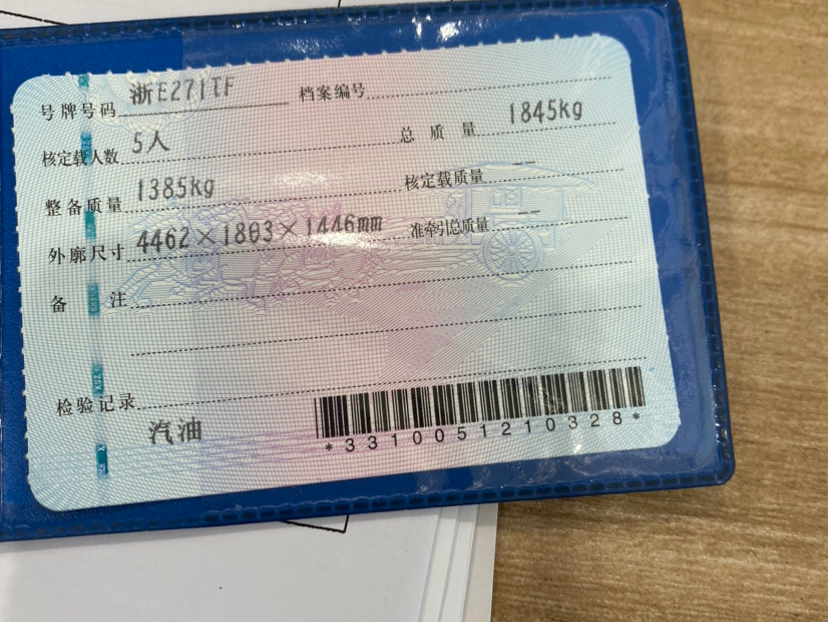 号牌号码 浙E271TF 档案编号
核定载人数 5人 总质量 1845kg
整备质量 1385kg 核定载质量 --
外廓尺寸 4462×1803×1446mm 准牵引总质量 --
备注
检验记录
汽油 *3310051210328*